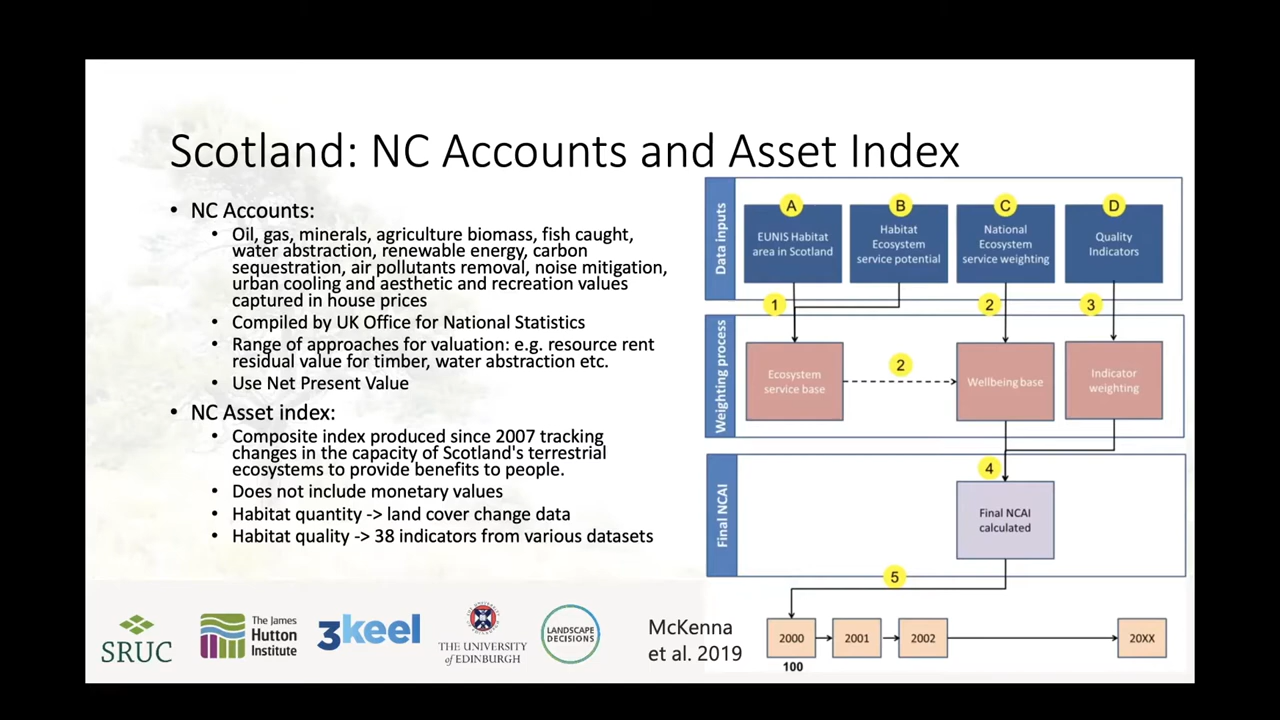 Scotland: NC Accounts and Asset Index
• NC Accounts:
• Oil, gas, minerals, agriculture biomass, fish caught,
water abstraction, renewable energy, carbon
sequestration, air pollutants removal, noise mitigation,
urban cooling and aesthetic and recreation values
captured in house prices
• Compiled by UK Office for National Statistics
• Range of approaches for valuation: e.g. resource rent
residual value for timber, water abstraction etc.
• Use Net Present Value
• NC Asset index:
• Composite index produced since 2007 tracking
changes in the capacity of Scotland's terrestrial
ecosystems to provide benefits to people.
• Does not include monetary values
• Habitat quantity -> land cover change data
• Habitat quality -> 38 indicators from various datasets
Data inputs
A
EUNIS Habitat
area in Scotland
B
Habitat
Ecosystem
service potential
C
National
Ecosystem
service weighting
D
Quality
Indicators
1
2
3
Weighting process
Ecosystem
service base
2
Wellbeing base
Indicator
weighting
Final NCAI
4
Final NCAI
calculated
5
2000
2001
2002
20XX
100
SRUC
The James
Hutton
Institute
3keel
THE UNIVERSITY
of EDINBURGH
LANDSCAPE
DECISIONS
McKenna
et al. 2019